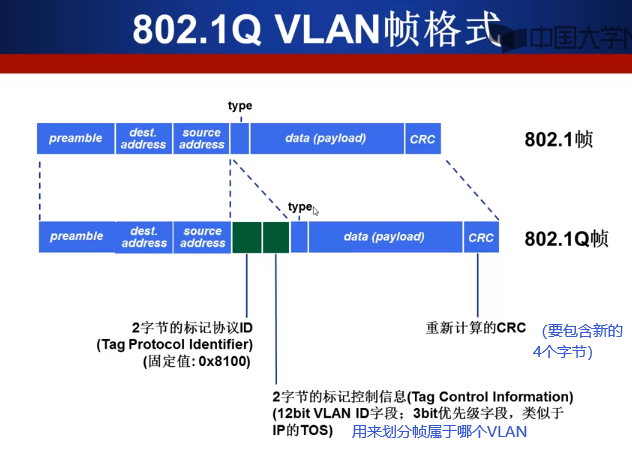 802.1Q VLAN帧格式
中国大学M
type
preamble
dest. address
source address
data (payload)
CRC
802.1帧
type
preamble
dest. address
source address
data (payload)
CRC
802.1Q帧
2字节的标记协议ID
(Tag Protocol Identifier)
(固定值: 0x8100)
重新计算的CRC (要包含新的
4个字节)
2字节的标记控制信息(Tag Control Information)
(12bit VLAN ID字段；3bit优先级字段，类似于
IP的TOS) 用来划分帧属于哪个VLAN